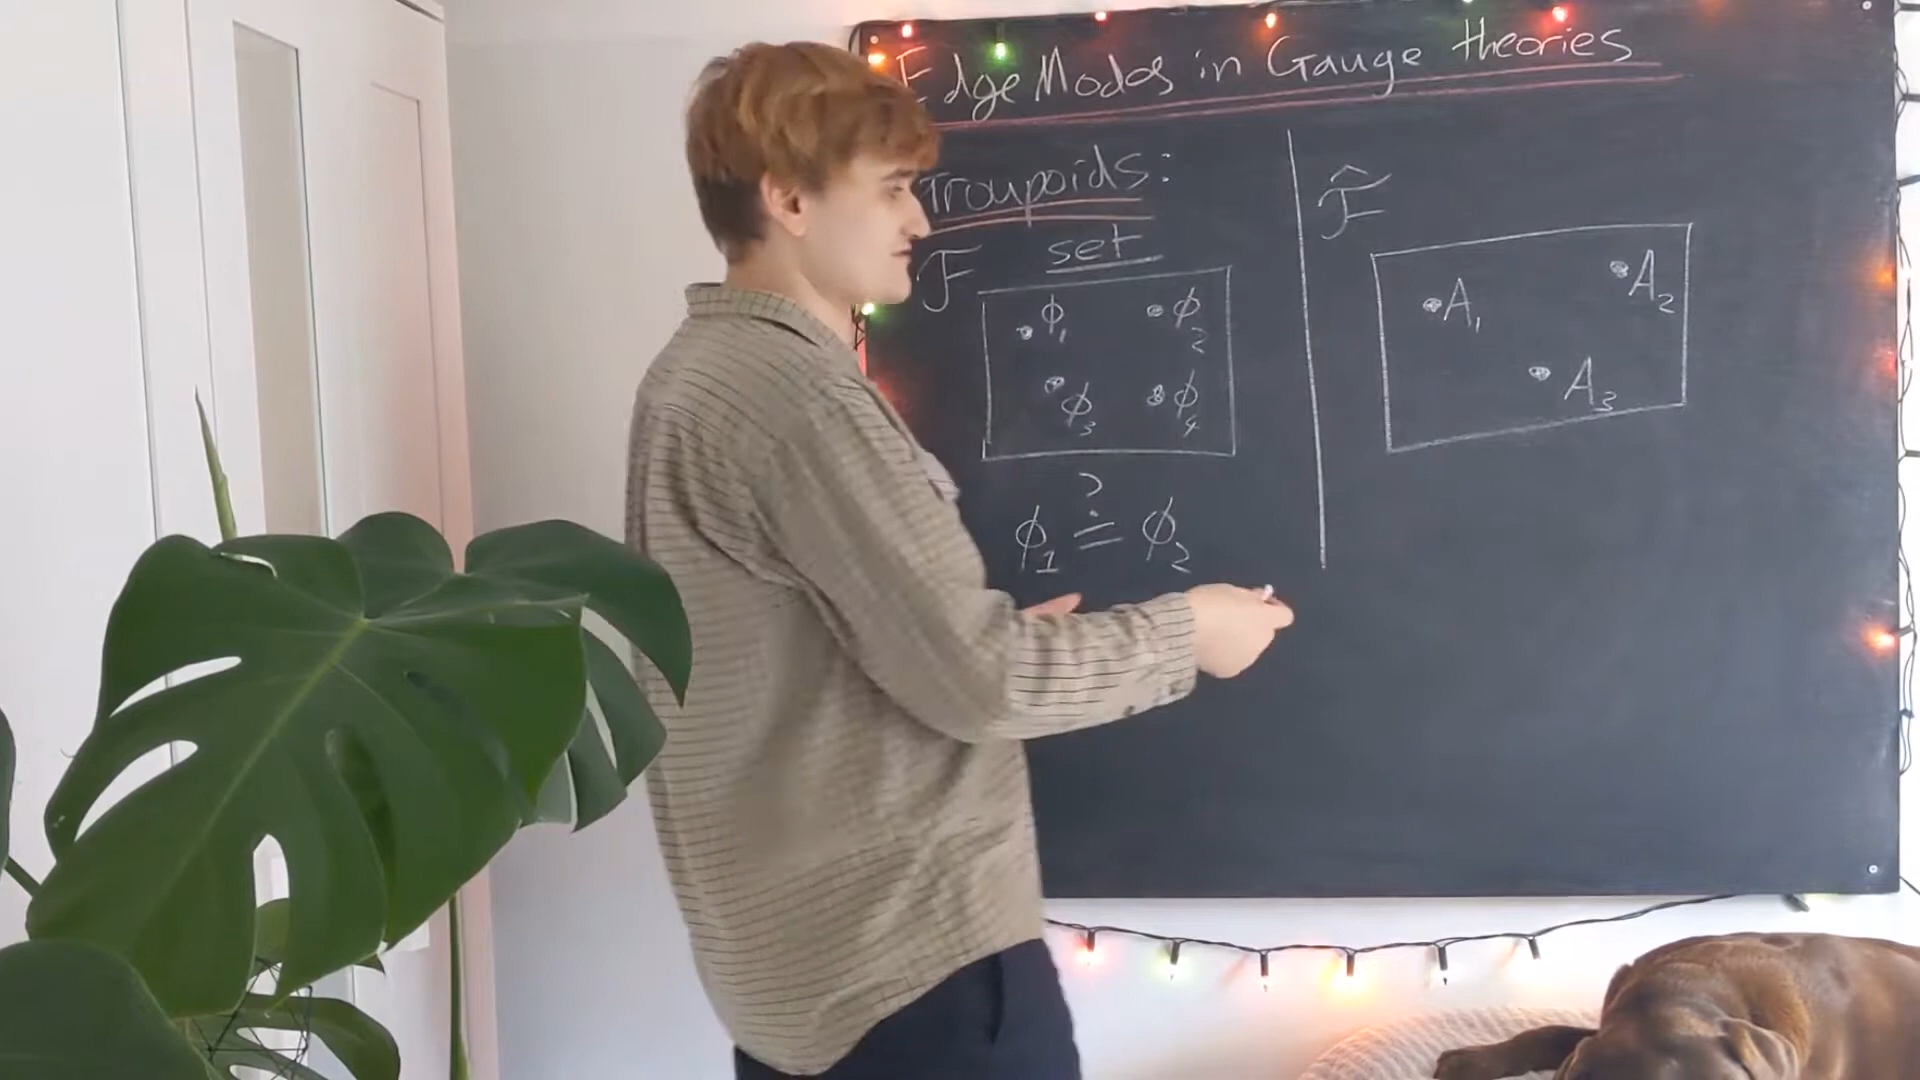 Edge Modes in Gauge theories
Groupoids:
F set
ϕ₁ ϕ₂
ϕ₃ ϕ₄
ϕ₁ ≟ ϕ₂
F̂
A₁ A₂
A₃